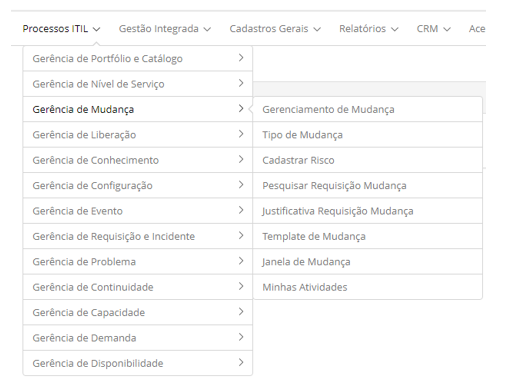 Processos ITIL Gestão Integrada Cadastros Gerais Relatórios CRM Ace
Gerência de Portfólio e Catálogo
Gerência de Nível de Serviço
Gerência de Mudança
Gerência de Liberação
Gerência de Conhecimento
Gerência de Configuração
Gerência de Evento
Gerência de Requisição e Incidente
Gerência de Problema
Gerência de Continuidade
Gerência de Capacidade
Gerência de Demanda
Gerência de Disponibilidade
Gerenciamento de Mudança
Tipo de Mudança
Cadastrar Risco
Pesquisar Requisição Mudança
Justificativa Requisição Mudança
Template de Mudança
Janela de Mudança
Minhas Atividades